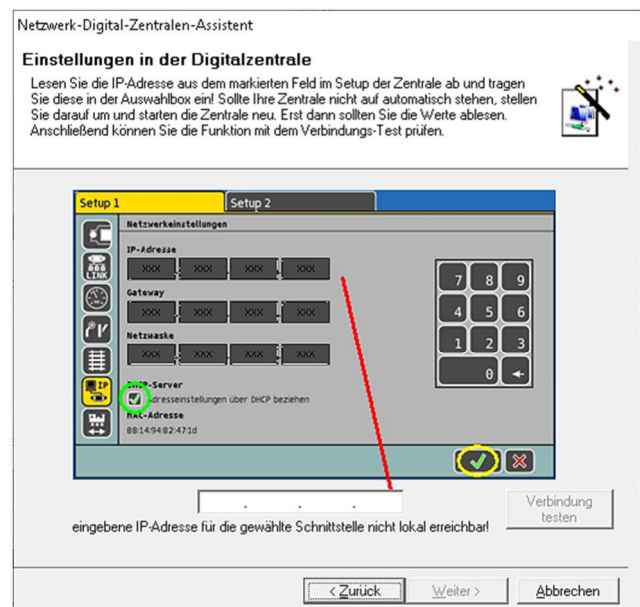 Netzwerk-Digital-Zentralen-Assistent
Einstellungen in der Digitalzentrale
Lesen Sie die IP-Adresse aus dem markierten Feld im Setup der Zentrale ab und tragen
Sie diese in der Auswahlbox ein! Sollte Ihre Zentrale nicht auf automatisch stehen, stellen
Sie darauf um und starten die Zentrale neu. Erst dann sollten Sie die Werte ablesen.
Anschließend können Sie die Funktion mit dem Verbindungs-Test prüfen.
Setup 1 Setup 2
Netzwerkeinstellungen
IP-Adresse
XXX XXX XXX XXX
Gateway
XXX XXX XXX XXX
Netzmaske
XXX XXX XXX XXX
7 8 9
4 5 6
1 2 3
0
LINK
IP
DHCP-Server
Adresseinstellungen über DHCP beziehen
MAC-Adresse
88:14:94:82:47:1d
. . .
eingebene IP-Adresse für die gewählte Schnittstelle nicht lokal erreichbar!
Verbindung
testen
< Zurück Weiter > Abbrechen